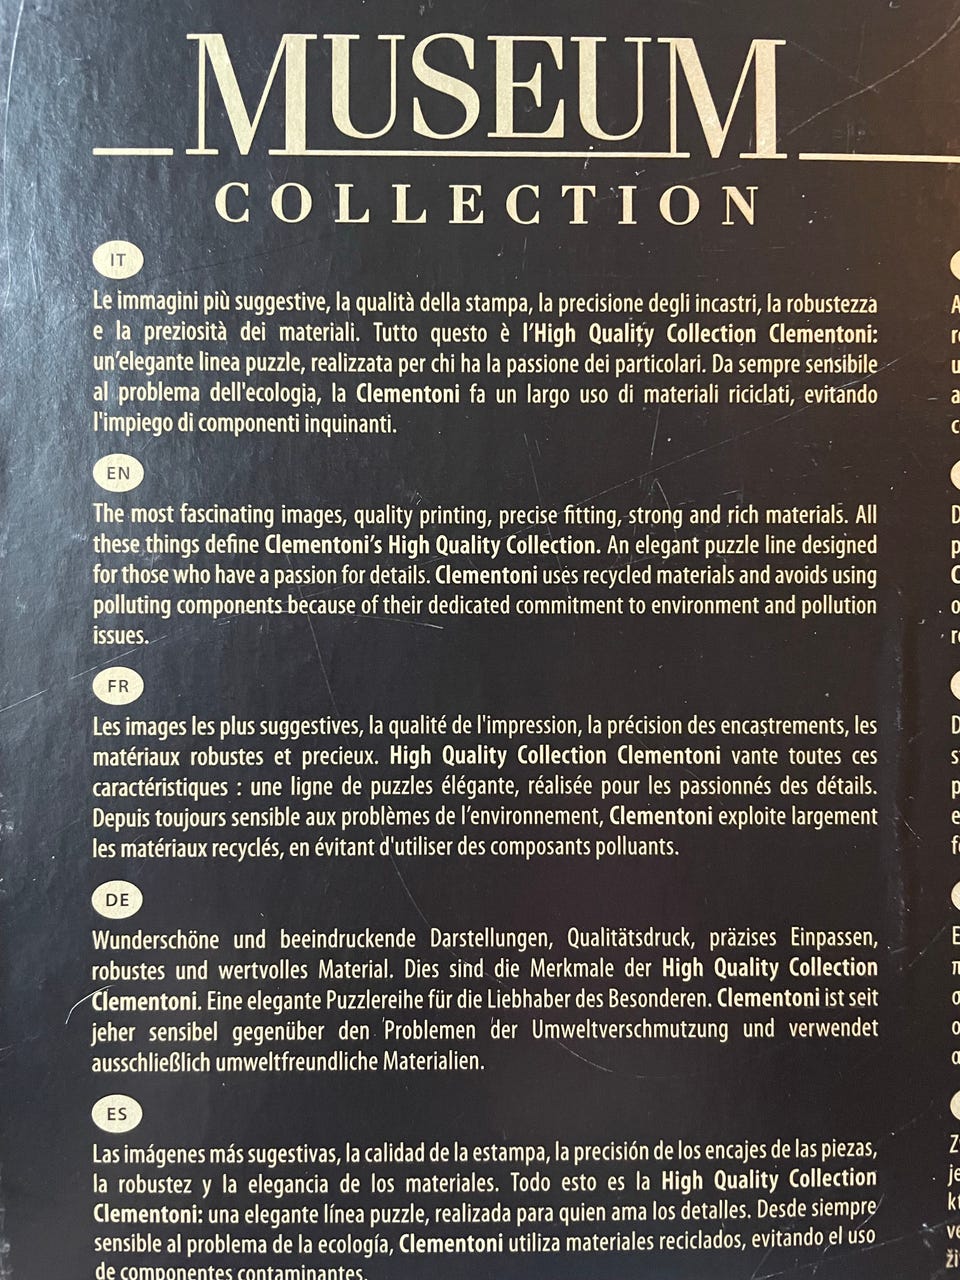 MUSEUM
COLLECTION
IT
Le immagini più suggestive, la qualità della stampa, la precisione degli incastri, la robustezza
e la preziosità dei materiali. Tutto questo è l'High Quality Collection Clementoni:
un'elegante linea puzzle, realizzata per chi ha la passione dei particolari. Da sempre sensibile
al problema dell'ecologia, la Clementoni fa un largo uso di materiali riciclati, evitando
l'impiego di componenti inquinanti.
EN
The most fascinating images, quality printing, precise fitting, strong and rich materials. All
these things define Clementoni's High Quality Collection. An elegant puzzle line designed
for those who have a passion for details. Clementoni uses recycled materials and avoids using
polluting components because of their dedicated commitment to environment and pollution
issues.
FR
Les images les plus suggestives, la qualité de l'impression, la précision des encastrements, les
matériaux robustes et precieux. High Quality Collection Clementoni vante toutes ces
caractéristiques : une ligne de puzzles élégante, réalisée pour les passionnés des détails.
Depuis toujours sensible aux problèmes de l'environnement, Clementoni exploite largement
les matériaux recyclés, en évitant d'utiliser des composants polluants.
DE
Wunderschöne und beeindruckende Darstellungen, Qualitätsdruck, präzises Einpassen,
robustes und wertvolles Material. Dies sind die Merkmale der High Quality Collection
Clementoni. Eine elegante Puzzlereihe für die Liebhaber des Besonderen. Clementoni ist seit
jeher sensibel gegenüber den Problemen der Umweltverschmutzung und verwendet
ausschließlich umweltfreundliche Materialien.
ES
Las imágenes más sugestivas, la calidad de la estampa, la precisión de los encajes de las piezas,
la robustez y la elegancia de los materiales. Todo esto es la High Quality Collection
Clementoni: una elegante línea puzzle, realizada para quien ama los detalles. Desde siempre
sensible al problema de la ecología, Clementoni utiliza materiales reciclados, evitando el uso
de componentes contaminantes.